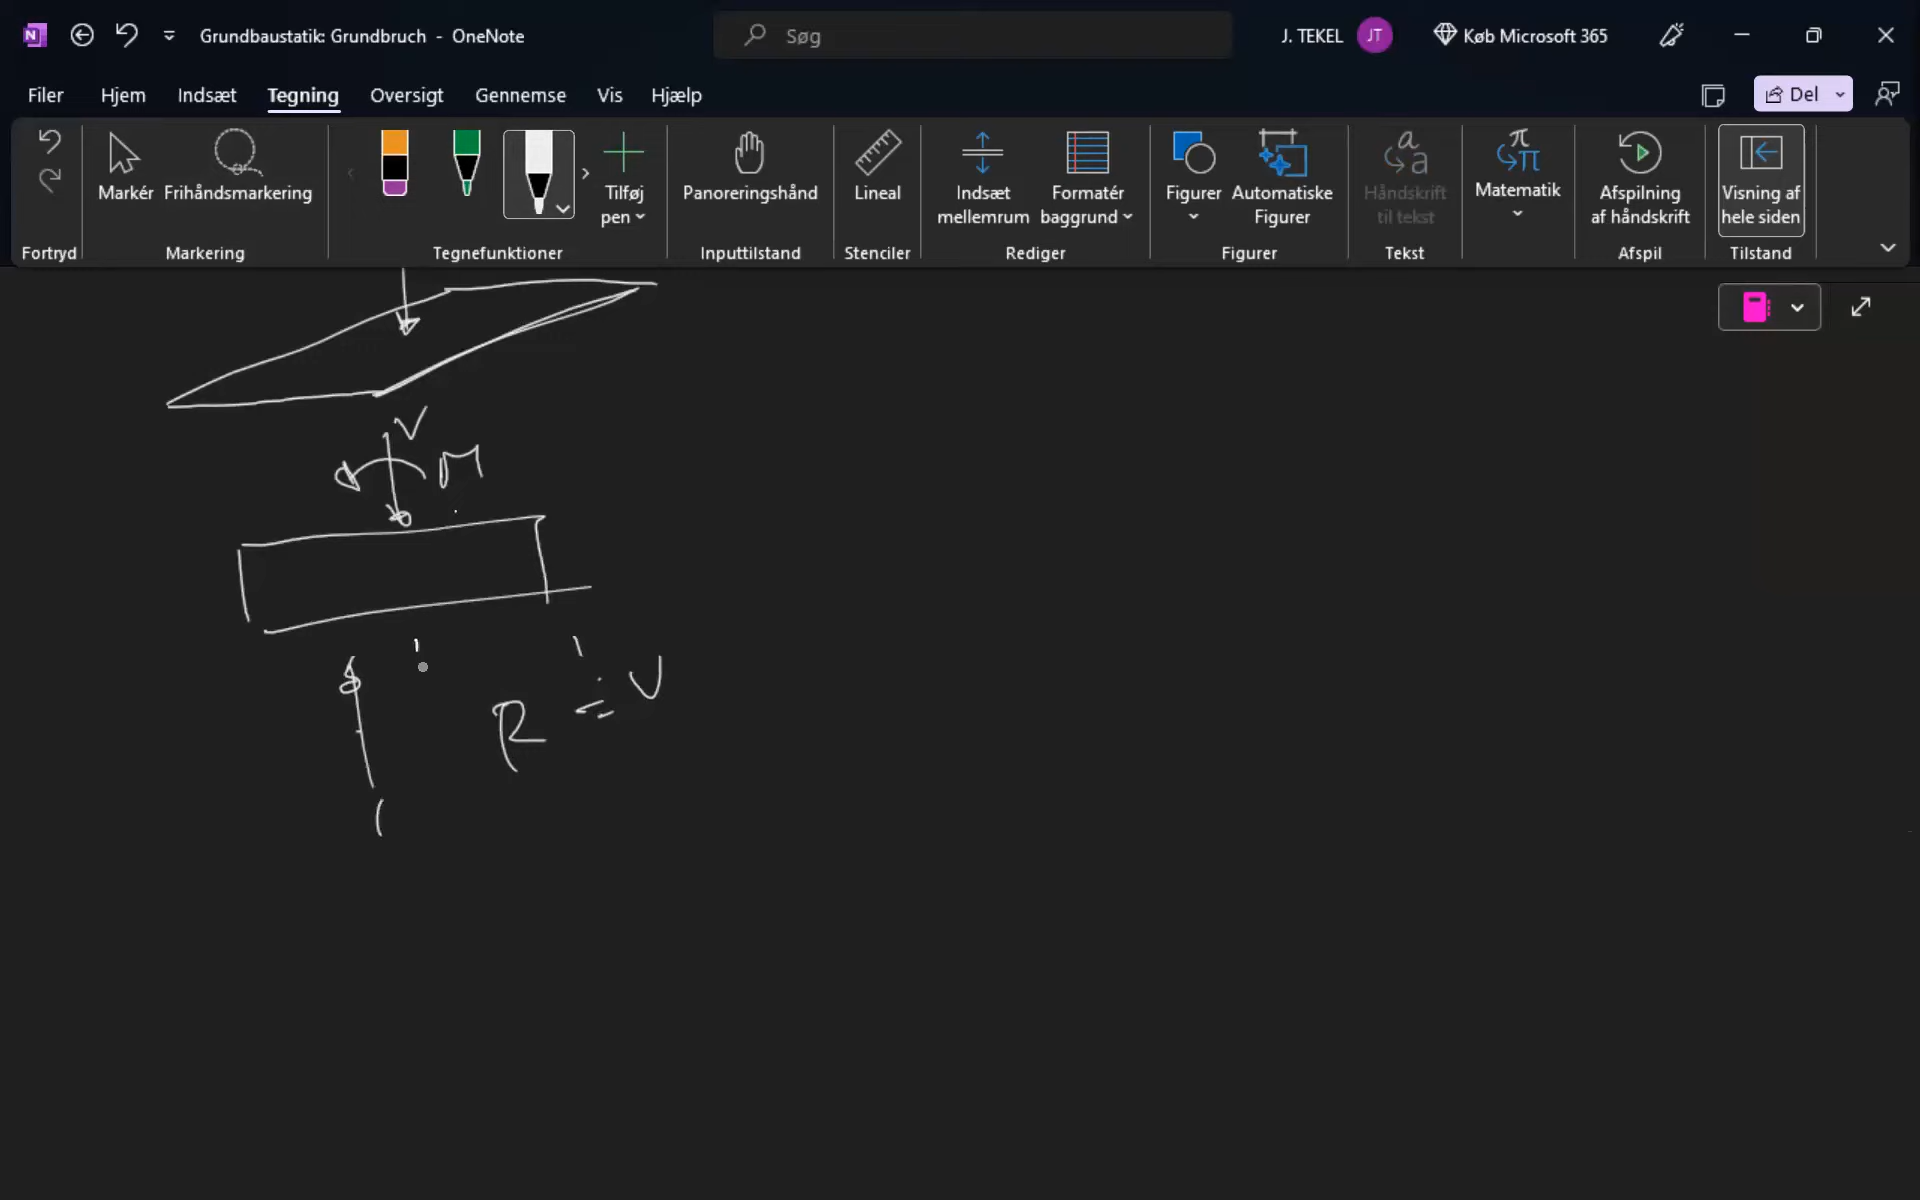 Grundbaustatik: Grundbruch - OneNote
Søg
J. TEKEL
JT
Køb Microsoft 365
Filer
Hjem
Indsæt
Tegning
Oversigt
Gennemse
Vis
Hjælp
Del
Markér
Frihåndsmarkering
Tilføj
pen
Panoreringshånd
Lineal
Indsæt
mellemrum
Formatér
baggrund
Figurer
Automatiske
Figurer
Håndskrift
til tekst
Matematik
Afspilning
af håndskrift
Visning af
hele siden
Fortryd
Markering
Tegnefunktioner
Inputtilstand
Stenciler
Rediger
Figurer
Tekst
Afspil
Tilstand
V
M
R = V